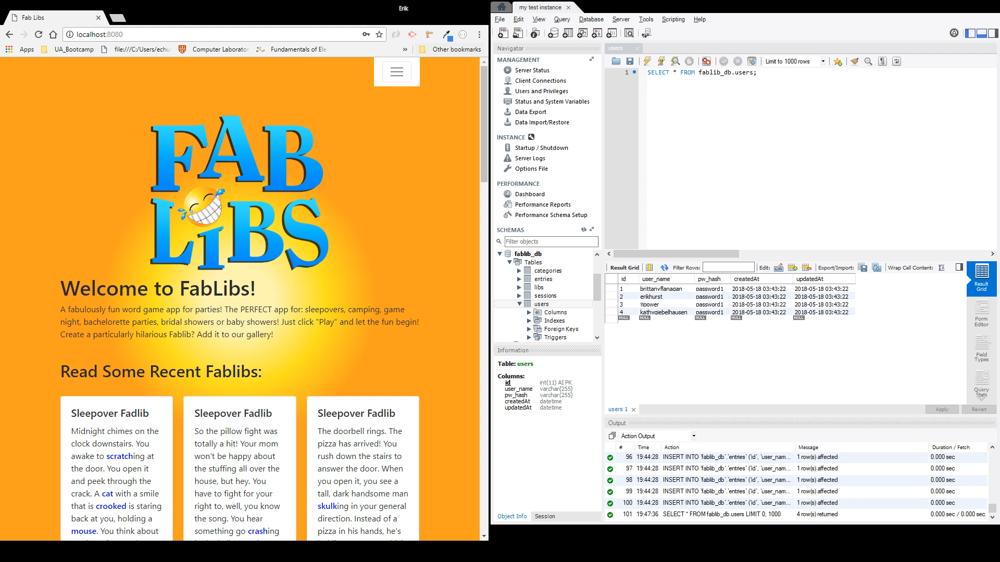 Erik
Fab Libs
localhost:8080
Apps
UA_Bootcamp
file:///C:/Users/echu
Computer Laborator
Fundamentals of Ele
»
Other bookmarks
FAB
LiBS
Welcome to FabLibs!
A fabulously fun word game app for parties! The PERFECT app for: sleepovers, camping, game
night, bachelorette parties, bridal showers or baby showers! Just click "Play" and let the fun begin!
Create a particularly hilarious Fablib? Add it to our gallery!
Read Some Recent Fablibs:
Sleepover Fadlib
Midnight chimes on the
clock downstairs. You
awake to scratching at
the door. You open it
and peek through the
crack. A cat with a smile
that is crooked is staring
back at you, holding a
mouse. You think about
Sleepover Fadlib
So the pillow fight was
totally a hit! Your mom
won't be happy about
the stuffing all over the
house, but hey. You
have to fight for your
right to, well, you know
the song. You hear
something go crashing
Sleepover Fadlib
The doorbell rings. The
pizza has arrived! You
rush down the stairs to
answer the door. When
you open it, you see a
tall, dark handsome man
skulking in your general
direction. Instead of a
pizza in his hands, he's
my test instance
File Edit View Query Database Server Tools Scripting Help
Navigator
MANAGEMENT
Server Status
Client Connections
Users and Privileges
Status and System Variables
Data Export
Data Import/Restore
INSTANCE
Startup / Shutdown
Server Logs
Options File
PERFORMANCE
Dashboard
Performance Reports
Performance Schema Setup
SCHEMAS
Filter objects
fablib_db
Tables
categories
entries
libs
sessions
users
Columns
Indexes
Foreign Keys
Triggers
Information
Table: users
Columns:
id int(11) AI PK
user_name varchar(255)
pw_hash varchar(255)
createdAt datetime
updatedAt datetime
Object Info Session
users
Limit to 1000 rows
1 SELECT * FROM fablib_db.users;
Result Grid Filter Rows: Edit: Export/Import: Wrap Cell Content:
id user_name pw_hash createdAt updatedAt
1 brittanyflanagan password1 2018-05-18 03:43:22 2018-05-18 03:43:22
2 erikhurst password1 2018-05-18 03:43:22 2018-05-18 03:43:22
3 jjpower password1 2018-05-18 03:43:22 2018-05-18 03:43:22
4 kathygiebelhausen password1 2018-05-18 03:43:22 2018-05-18 03:43:22
NULL NULL NULL NULL NULL
Result
Grid
Form
Editor
Field
Types
Query
Stats
users 1
Apply Revert
Output
Action Output
# Time Action Message Duration / Fetch
96 19:44:28 INSERT INTO `fablib_db`.`entries` (`id`, `user_nam... 1 row(s) affected 0.000 sec
97 19:44:28 INSERT INTO `fablib_db`.`entries` (`id`, `user_nam... 1 row(s) affected 0.000 sec
98 19:44:28 INSERT INTO `fablib_db`.`entries` (`id`, `user_nam... 1 row(s) affected 0.000 sec
99 19:44:28 INSERT INTO `fablib_db`.`entries` (`id`, `user_nam... 1 row(s) affected 0.000 sec
100 19:44:28 INSERT INTO `fablib_db`.`entries` (`id`, `user_nam... 1 row(s) affected 0.000 sec
101 19:47:36 SELECT * FROM fablib_db.users LIMIT 0, 1000 4 row(s) returned 0.000 sec / 0.000 sec